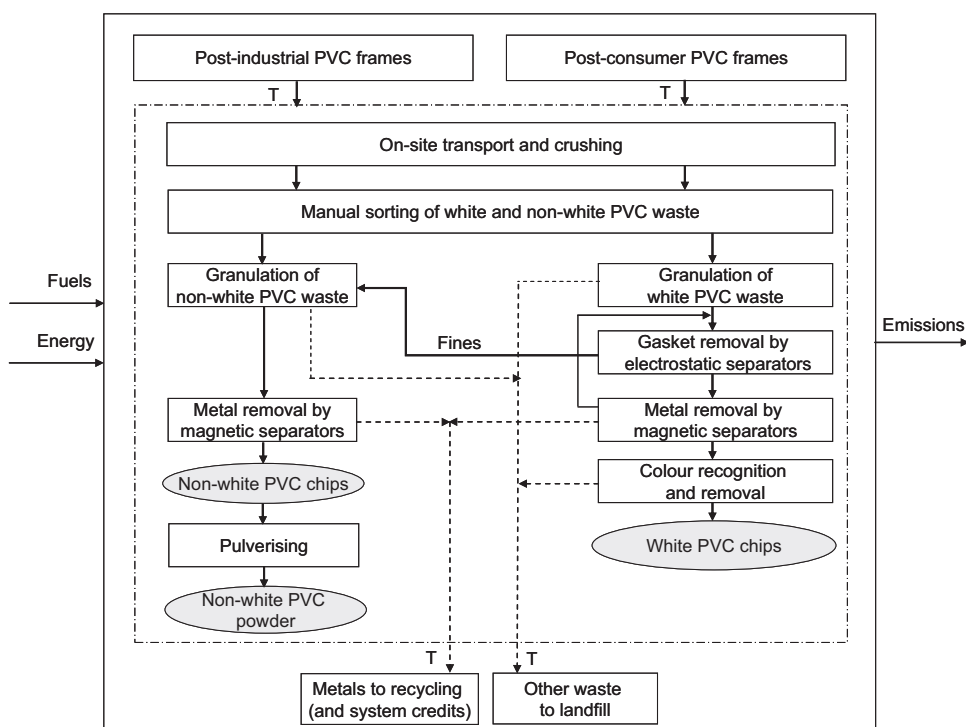 Post-industrial PVC frames
Post-consumer PVC frames
T
T
On-site transport and crushing
Manual sorting of white and non-white PVC waste
Granulation of
non-white PVC waste
Granulation of
white PVC waste
Fuels
Energy
Emissions
Fines
Gasket removal by
electrostatic separators
Metal removal by
magnetic separators
Metal removal by
magnetic separators
Non-white PVC chips
Colour recognition
and removal
Pulverising
White PVC chips
Non-white PVC
powder
T
T
Metals to recycling
(and system credits)
Other waste
to landfill